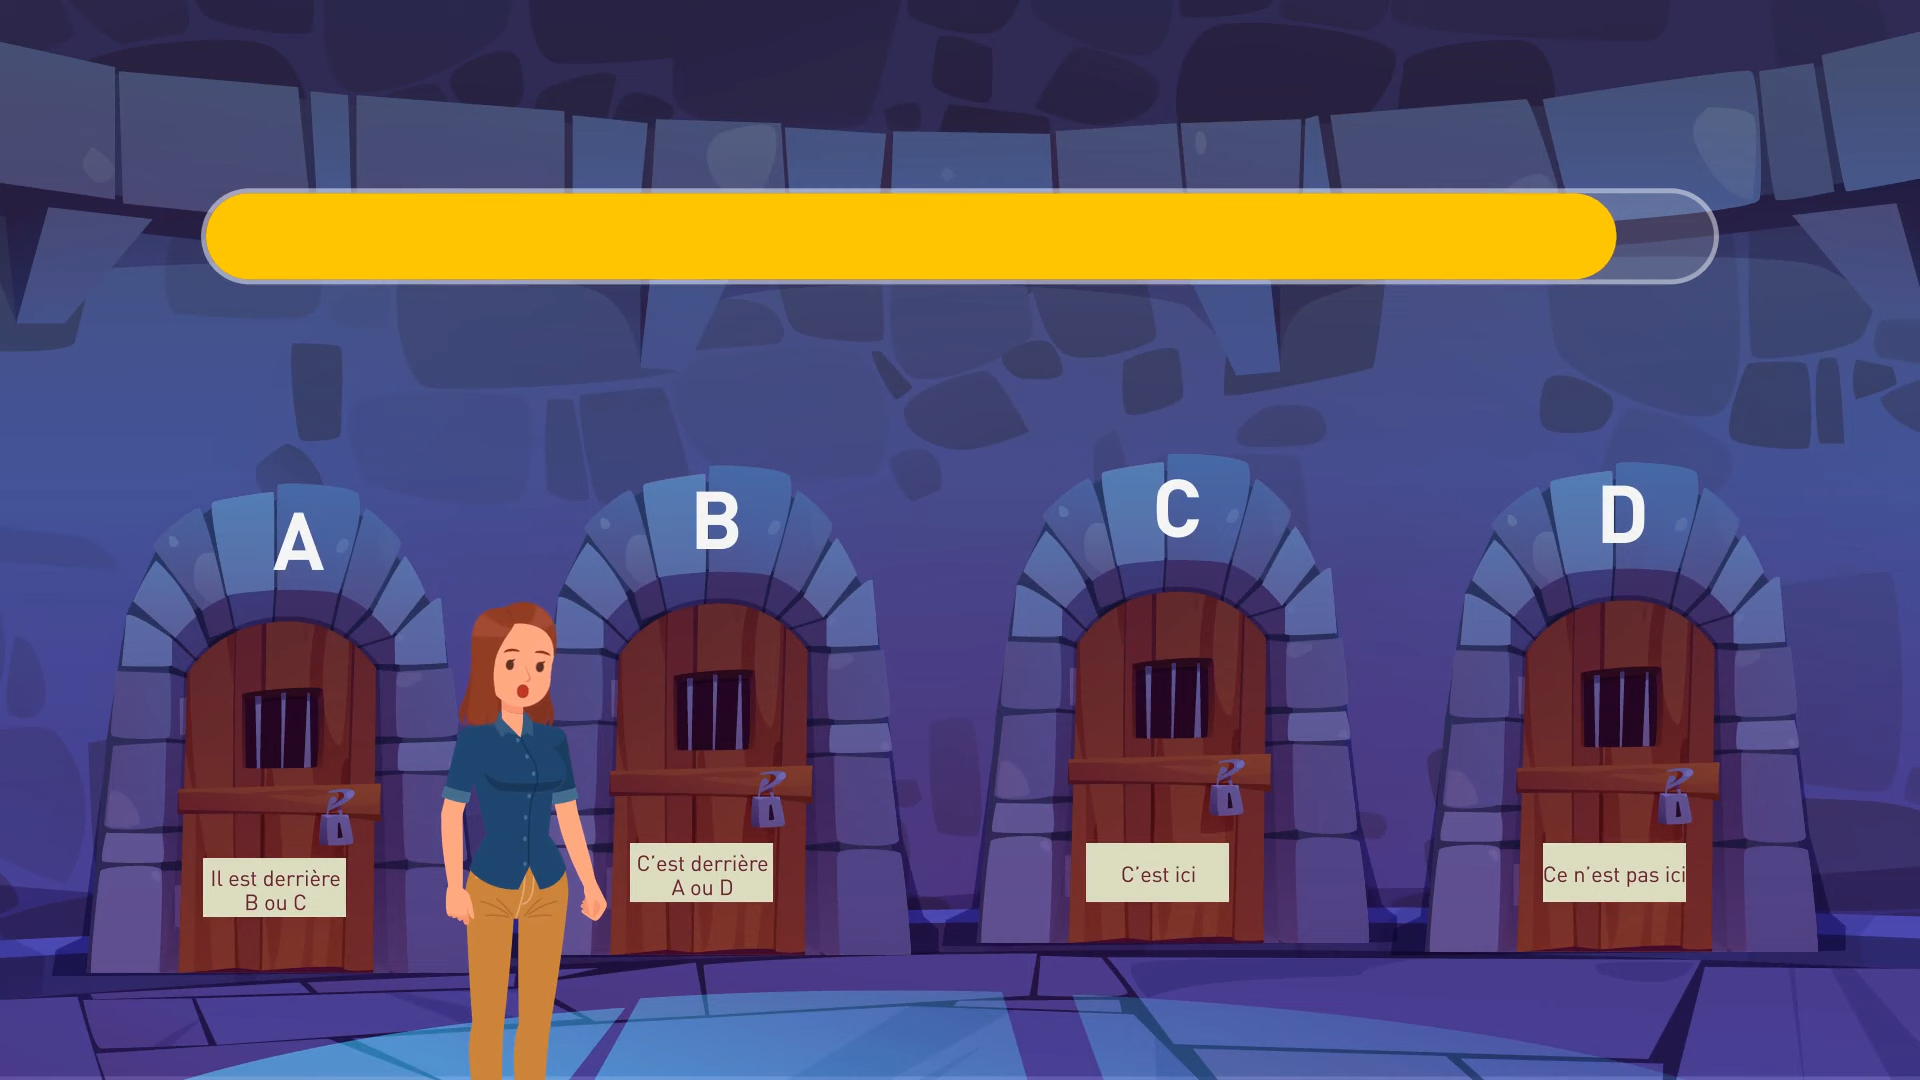 A
B
C
D
Il est derrière
B ou C
C'est derrière
A ou D
C'est ici
Ce n'est pas ici